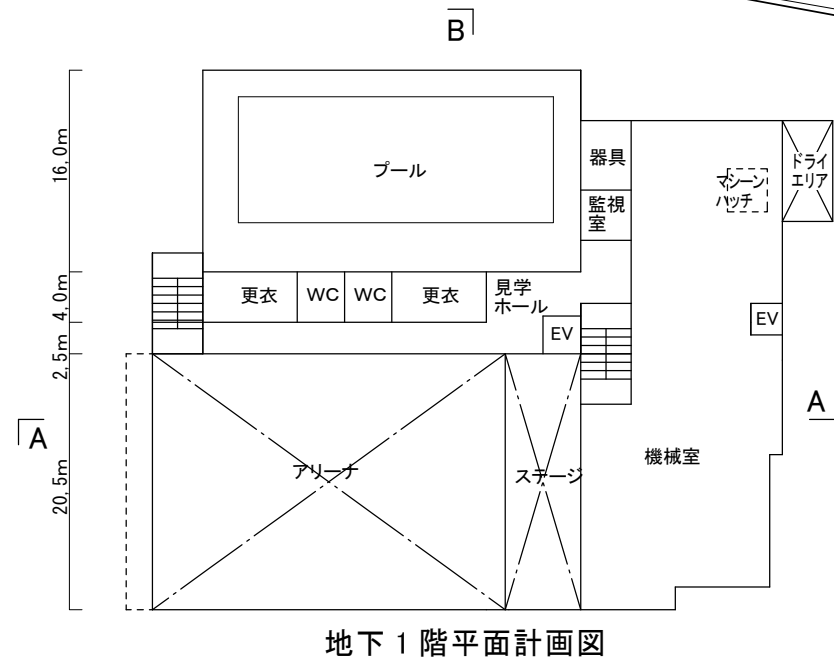 B
16,0m
4,0m
2,5m
20,5m
プール
器具
監視
室
マシーン
ハッチ
ドライ
エリア
更衣
WC
WC
更衣
見学
ホール
EV
EV
A
A
アリーナ
ステージ
機械室
地下1階平面計画図